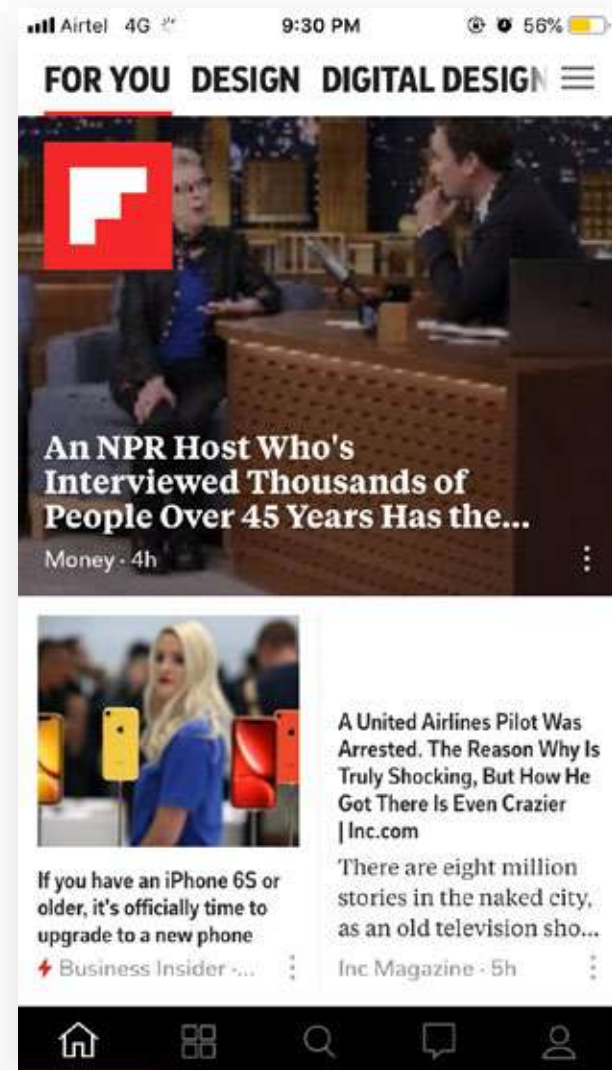 Airtel 4G 9:30 PM 56%
FOR YOU DESIGN DIGITAL DESIGN
An NPR Host Who's
Interviewed Thousands of
People Over 45 Years Has the...
Money · 4h
If you have an iPhone 6S or
older, it's officially time to
upgrade to a new phone
Business Insider ·...
A United Airlines Pilot Was
Arrested. The Reason Why Is
Truly Shocking, But How He
Got There Is Even Crazier
| Inc.com
There are eight million
stories in the naked city,
as an old television sho...
Inc Magazine · 5h